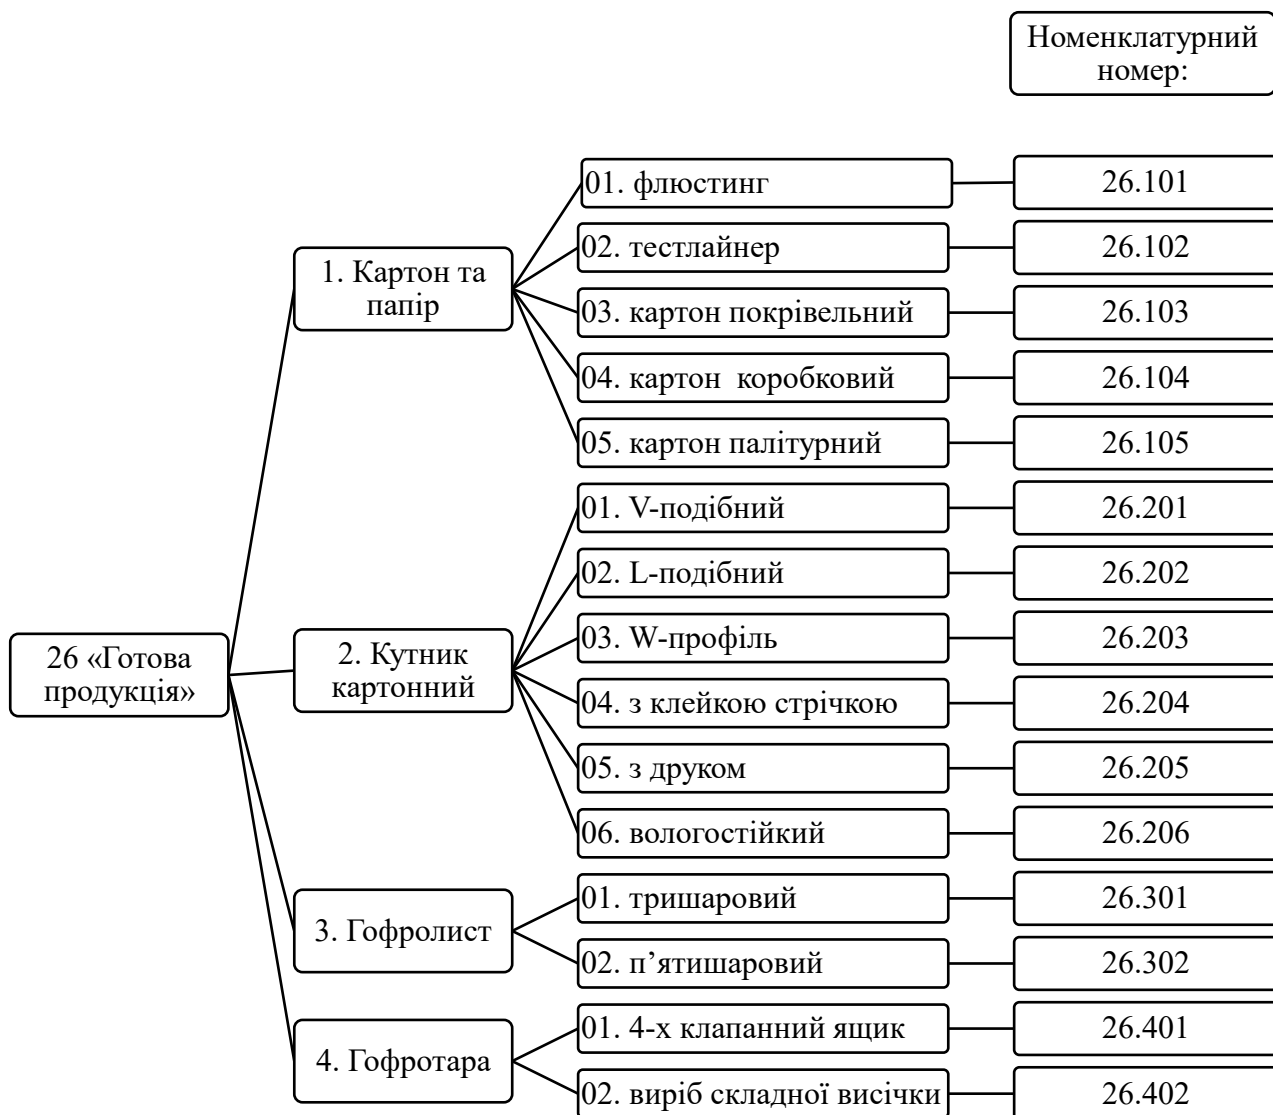 Номенклатурний
номер:
01. флюстинг
26.101
02. тестлайнер
26.102
1. Картон та
папір
03. картон покрівельний
26.103
04. картон коробковий
26.104
05. картон палітурний
26.105
01. V-подібний
26.201
02. L-подібний
26.202
26 «Готова
продукція»
2. Кутник
картонний
03. W-профіль
26.203
04. з клейкою стрічкою
26.204
05. з друком
26.205
06. вологостійкий
26.206
3. Гофролист
01. тришаровий
26.301
02. п’ятишаровий
26.302
4. Гофротара
01. 4-х клапанний ящик
26.401
02. виріб складної висічки
26.402